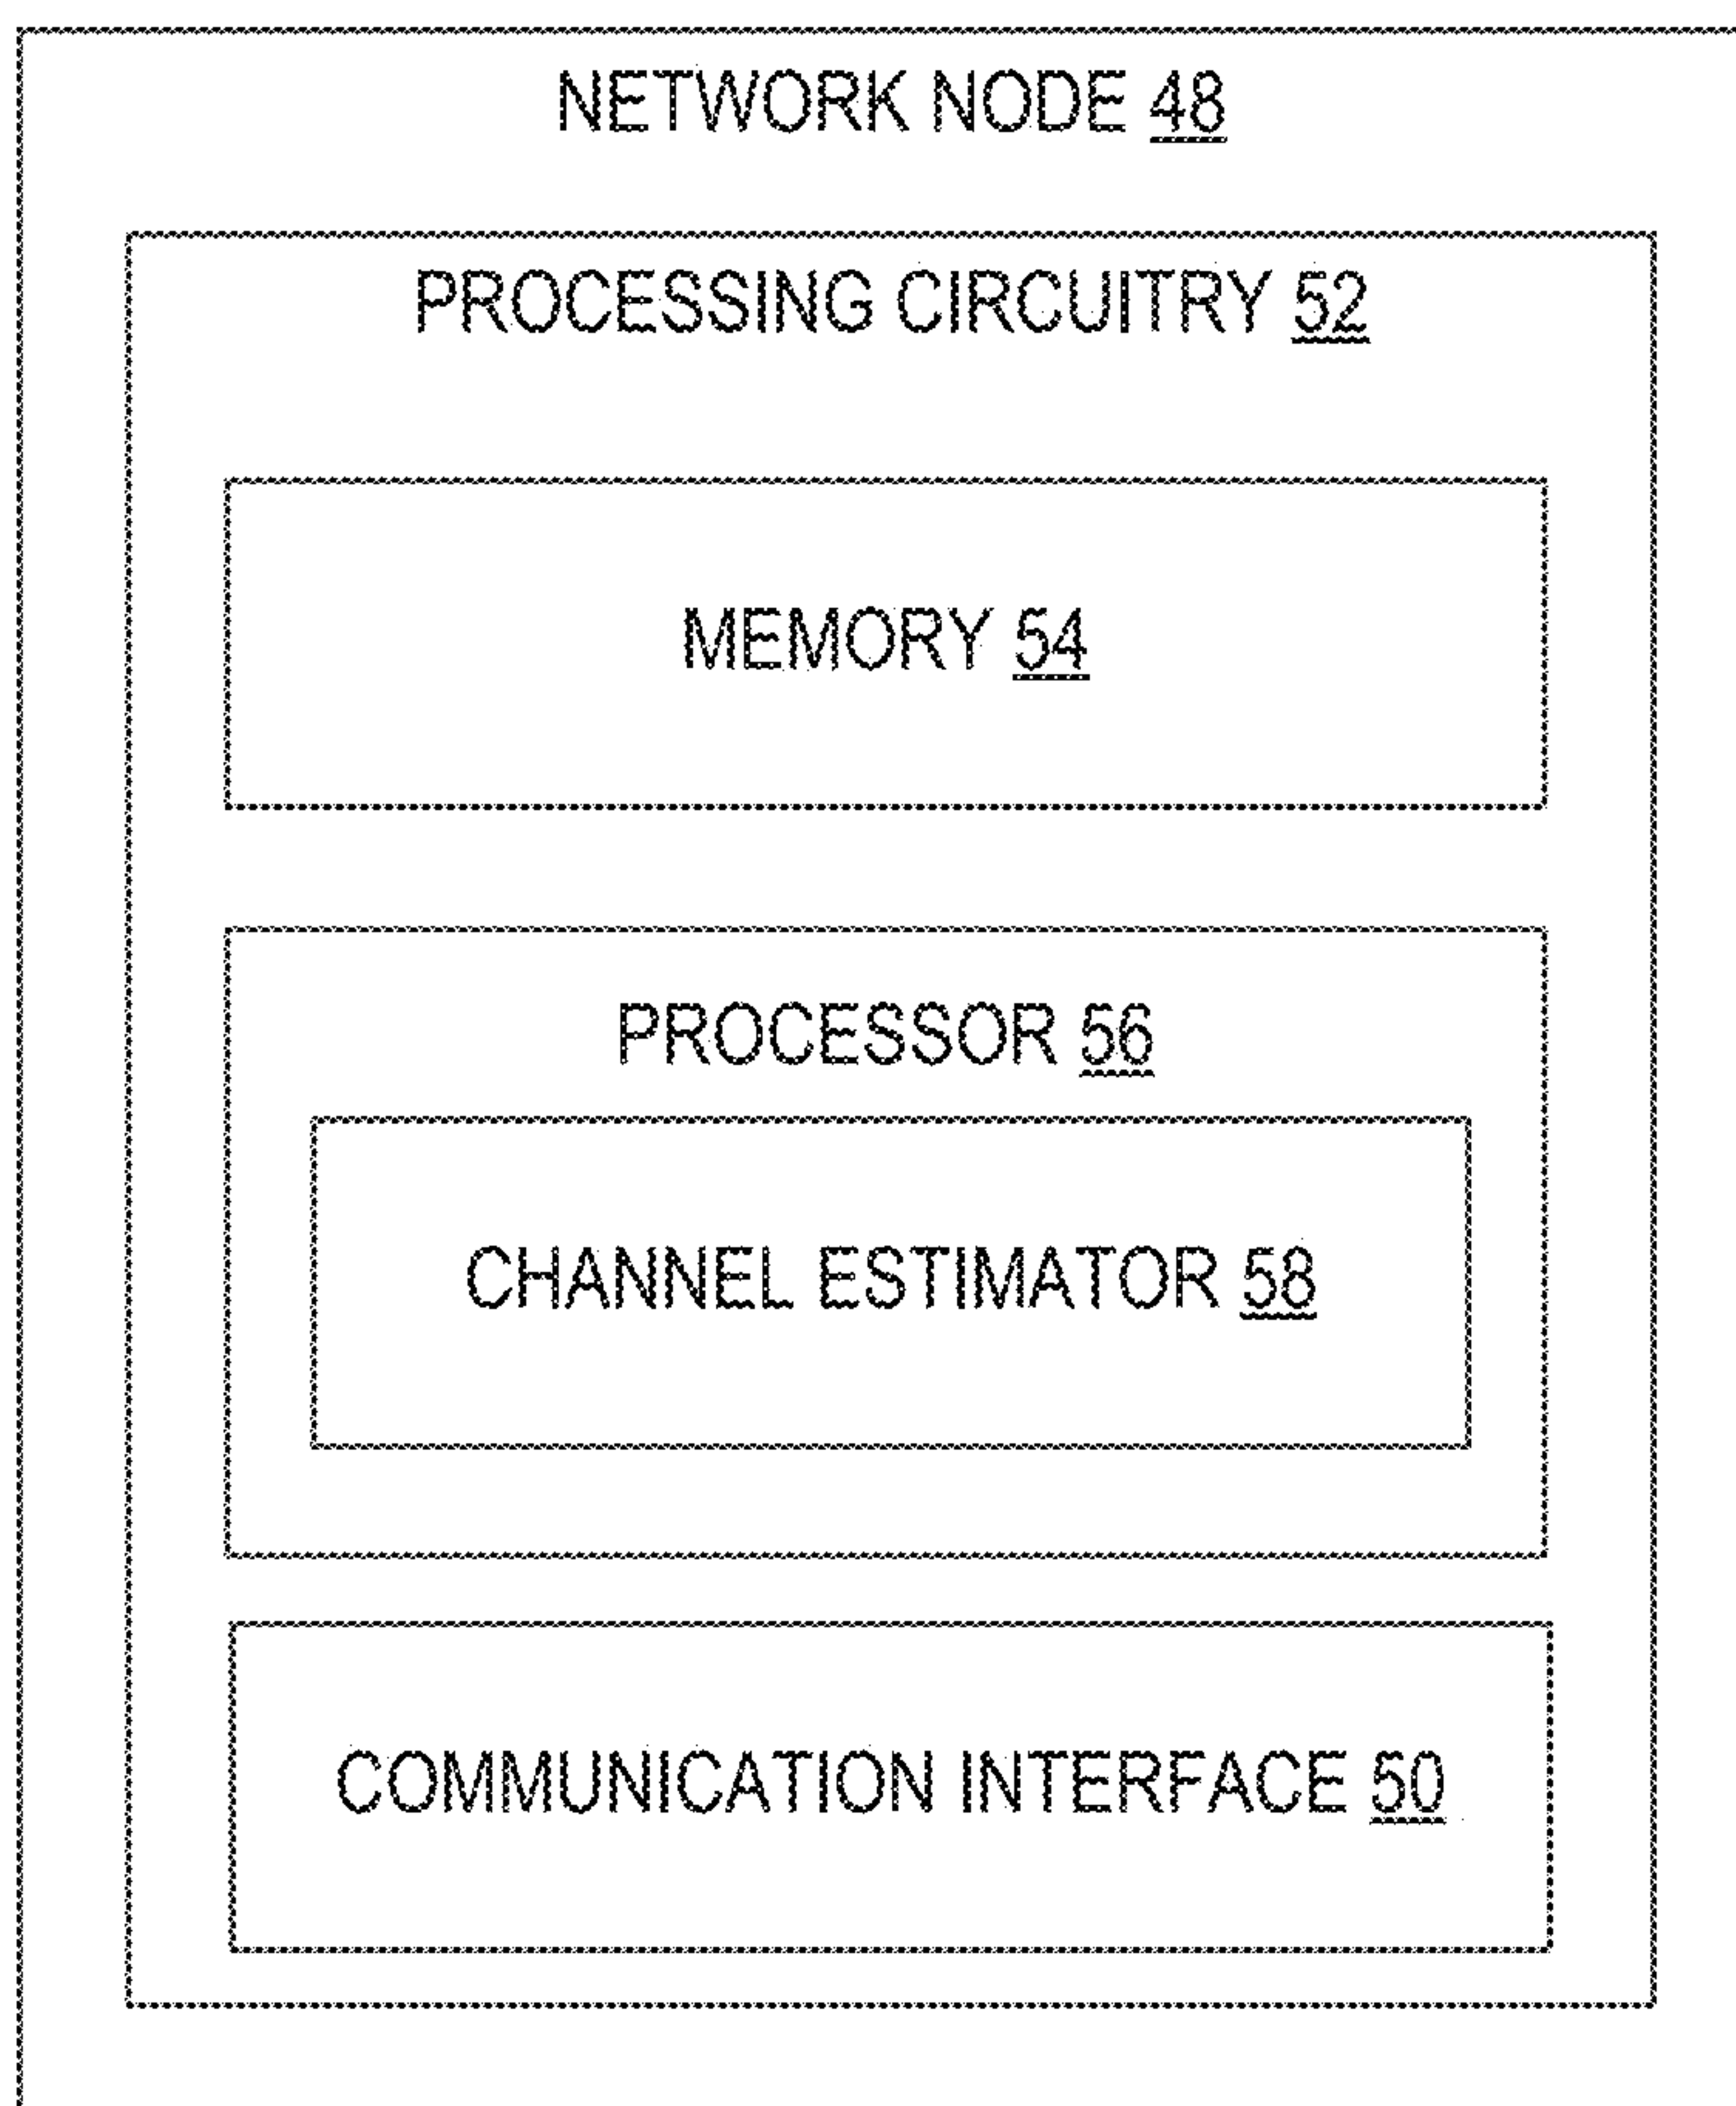 NETWORK NODE 48
PROCESSING CIRCUITRY 52
MEMORY 54
PROCESSOR 56
CHANNEL ESTIMATOR 58
COMMUNICATION INTERFACE 50